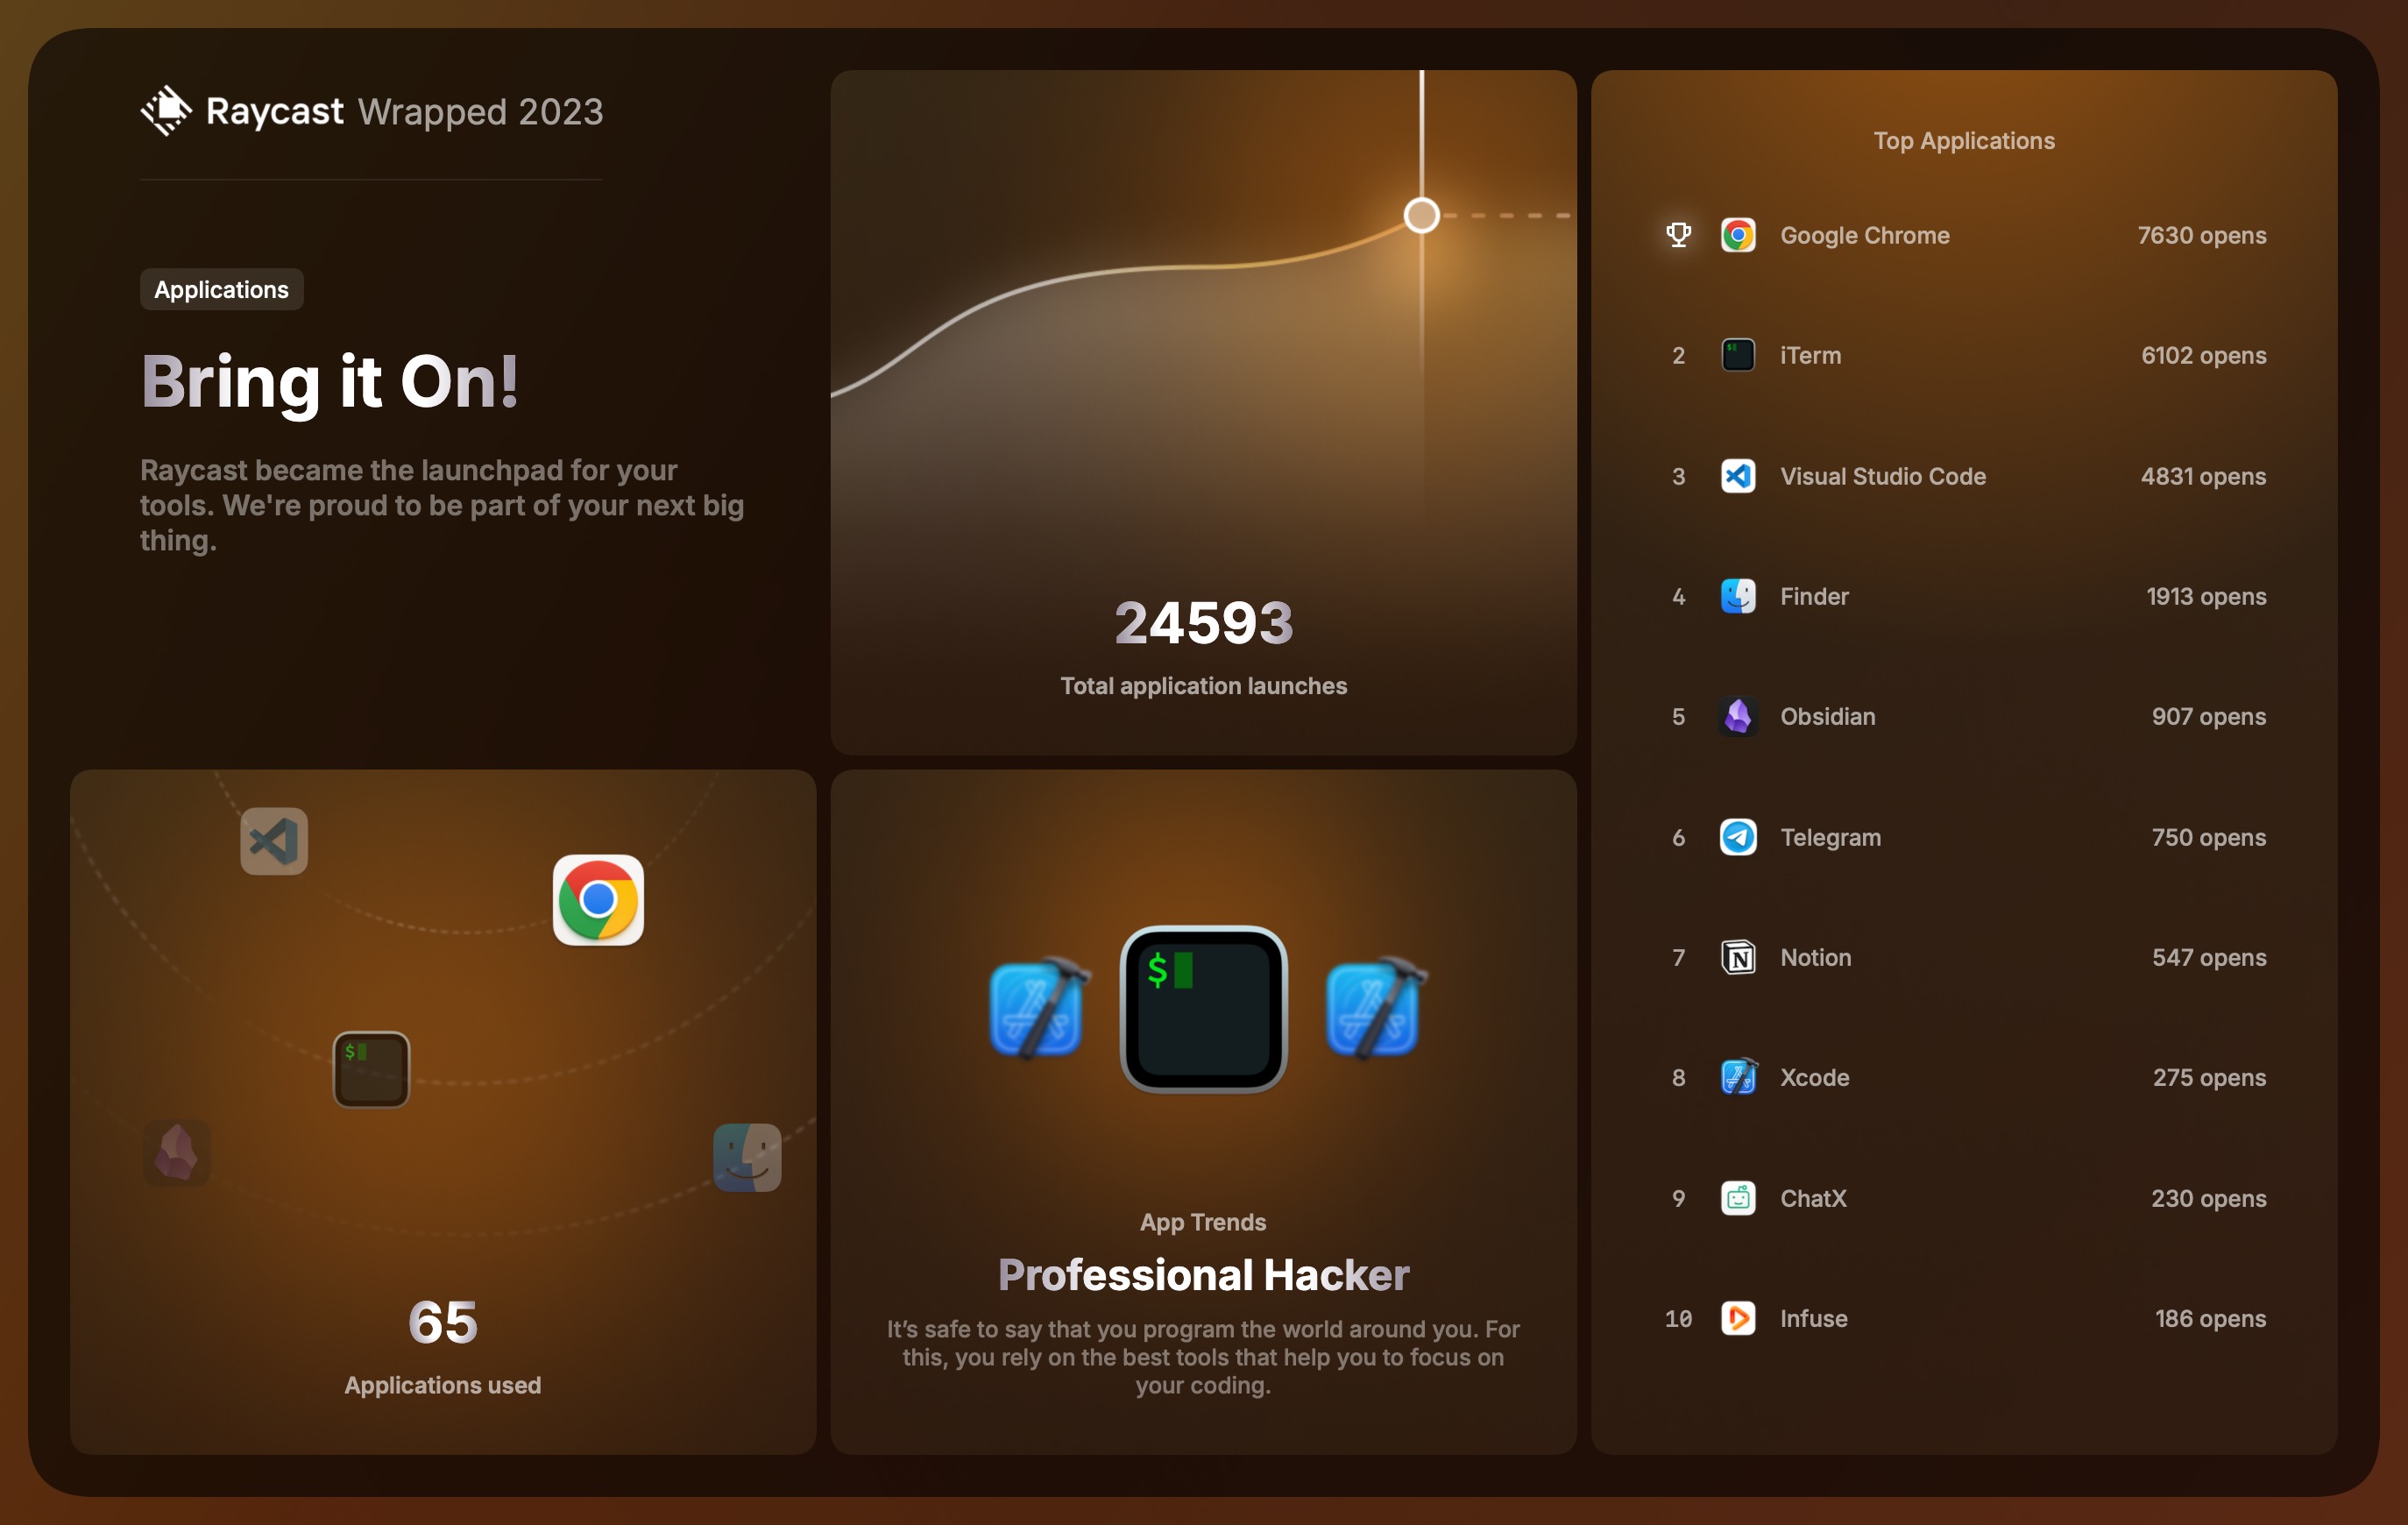 Raycast Wrapped 2023
Applications
Bring it On!
Raycast became the launchpad for your
tools. We're proud to be part of your next big
thing.
24593
Total application launches
$
65
Applications used
$
App Trends
Professional Hacker
It’s safe to say that you program the world around you. For
this, you rely on the best tools that help you to focus on
your coding.
Top Applications
Google Chrome 7630 opens
2 $ iTerm 6102 opens
3 Visual Studio Code 4831 opens
4 Finder 1913 opens
5 Obsidian 907 opens
6 Telegram 750 opens
7 N Notion 547 opens
8 Xcode 275 opens
9 ChatX 230 opens
10 Infuse 186 opens